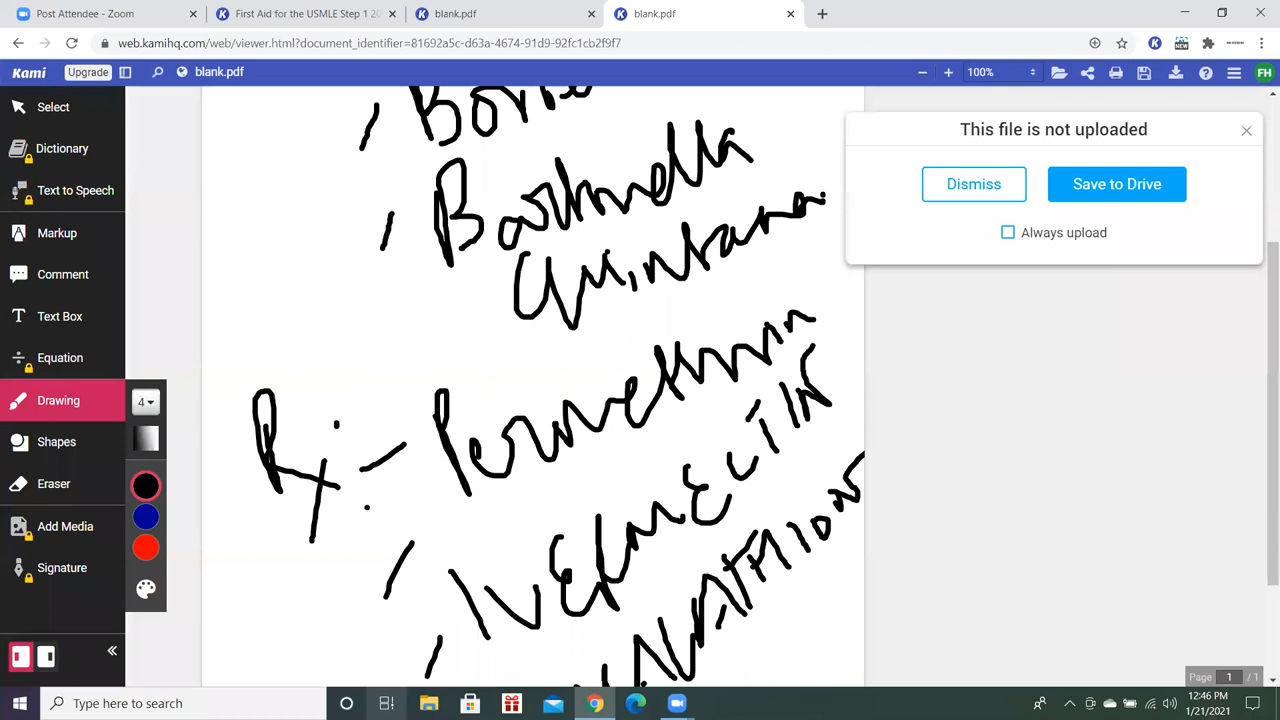 Post Attendee - Zoom
First Aid for the USMLE Step 1 20
blank.pdf
blank.pdf
web.kamihq.com/web/viewer.html?document_identifier=81692a5c-d63a-4674-91d9-92fc1cb2f9f7
Kami Upgrade blank.pdf 100% FH
Select
Dictionary
Text to Speech
Markup
Comment
Text Box
Equation
Drawing
Shapes
Eraser
Add Media
Signature
4
This file is not uploaded
Dismiss Save to Drive
Always upload
Bartonella
Quintana
Rx:- Permethrin
IVERMECTIN
Page 1 / 1
Type here to search
12:46 PM
1/21/2021